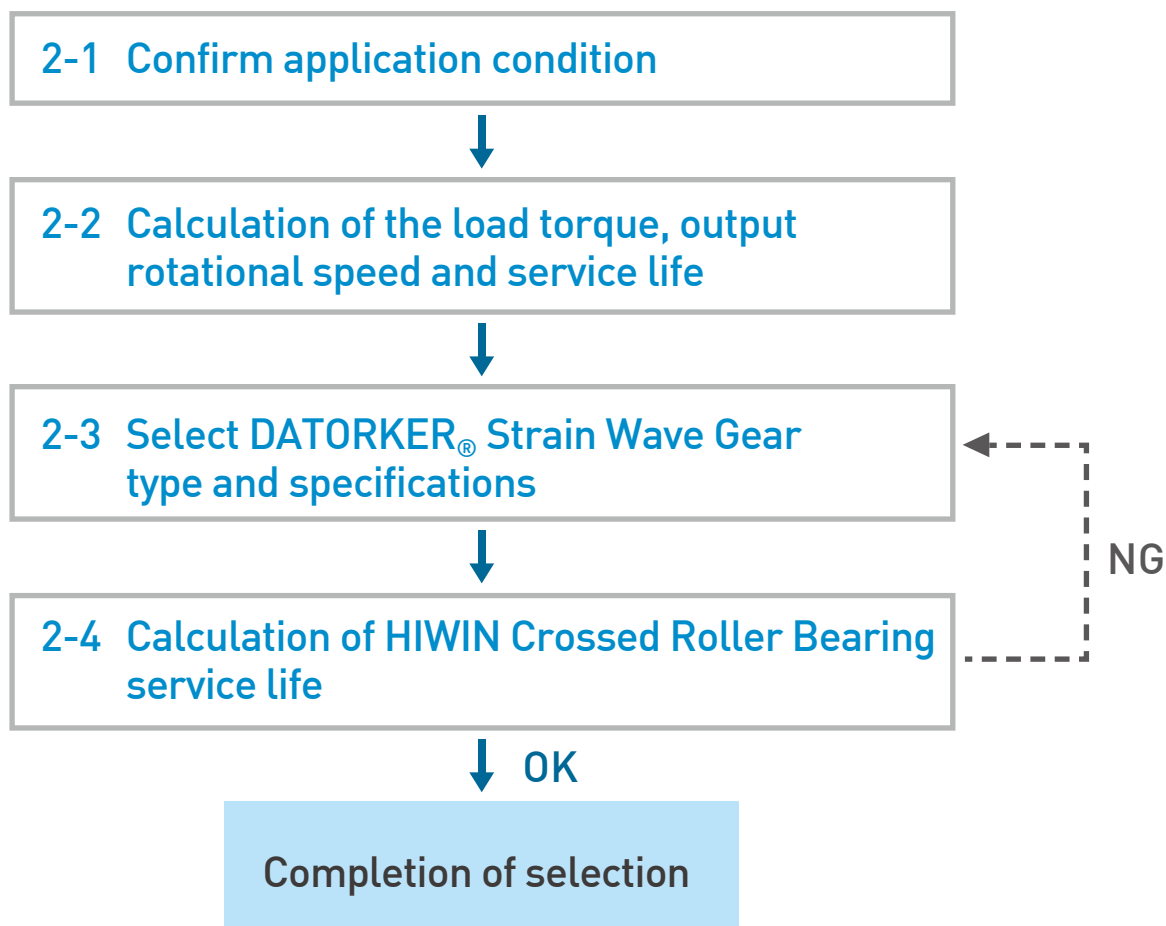 2-1 Confirm application condition
2-2 Calculation of the load torque, output
rotational speed and service life
2-3 Select DATORKER® Strain Wave Gear
type and specifications
NG
2-4 Calculation of HIWIN Crossed Roller Bearing
service life
OK
Completion of selection